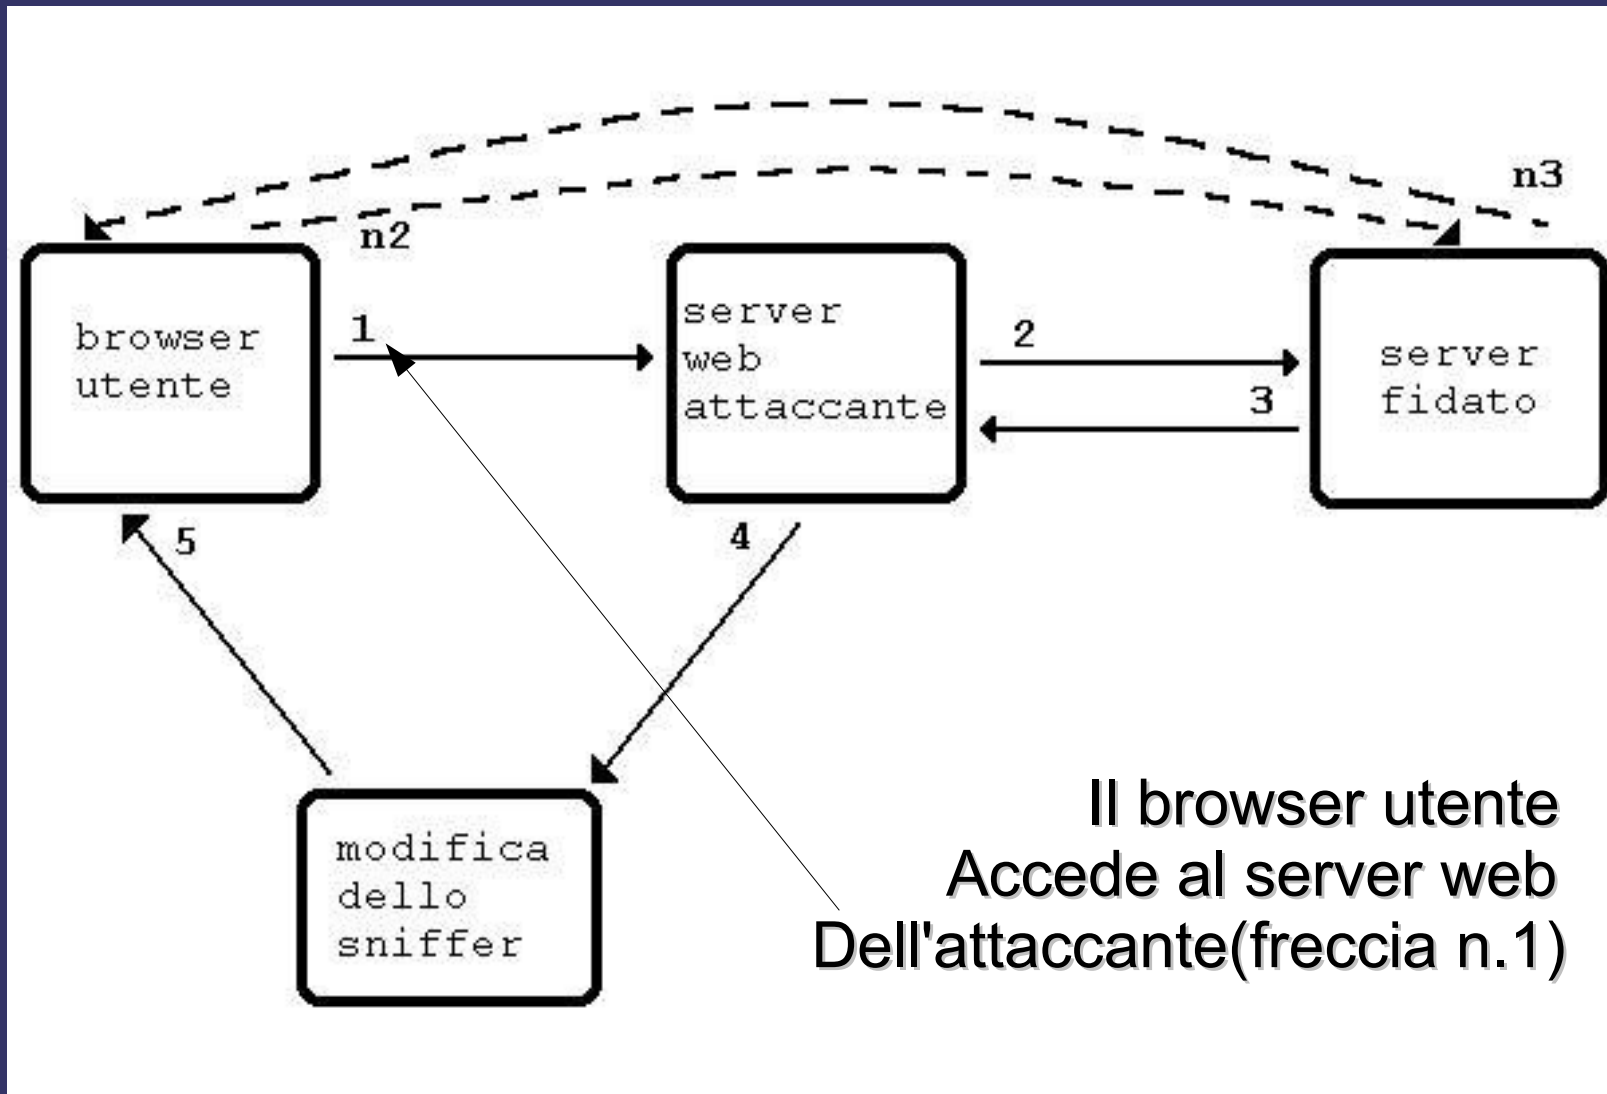 n3
n2
browser
utente
1
server
web
attaccante
2
3
server
fidato
5
4
modifica
dello
sniffer
Il browser utente
Accede al server web
Dell'attaccante(freccia n.1)